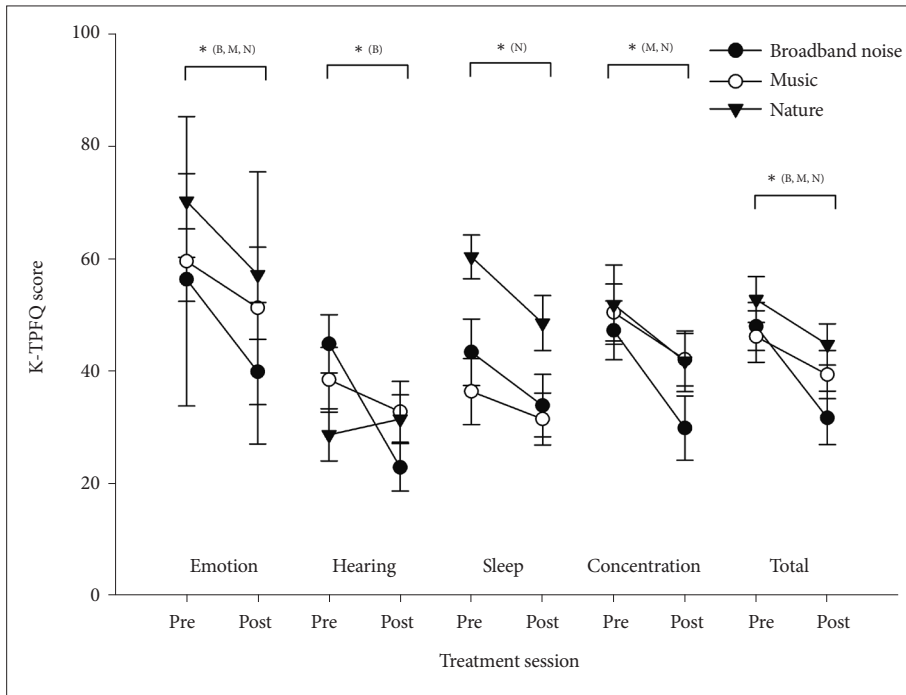 100
80
60
40
20
0
K-TPFQ score
* (B, M, N)
* (B)
* (N)
* (M, N)
* (B, M, N)
Broadband noise
Music
Nature
Emotion Hearing Sleep Concentration Total
Pre Post Pre Post Pre Post Pre Post Pre Post
Treatment session